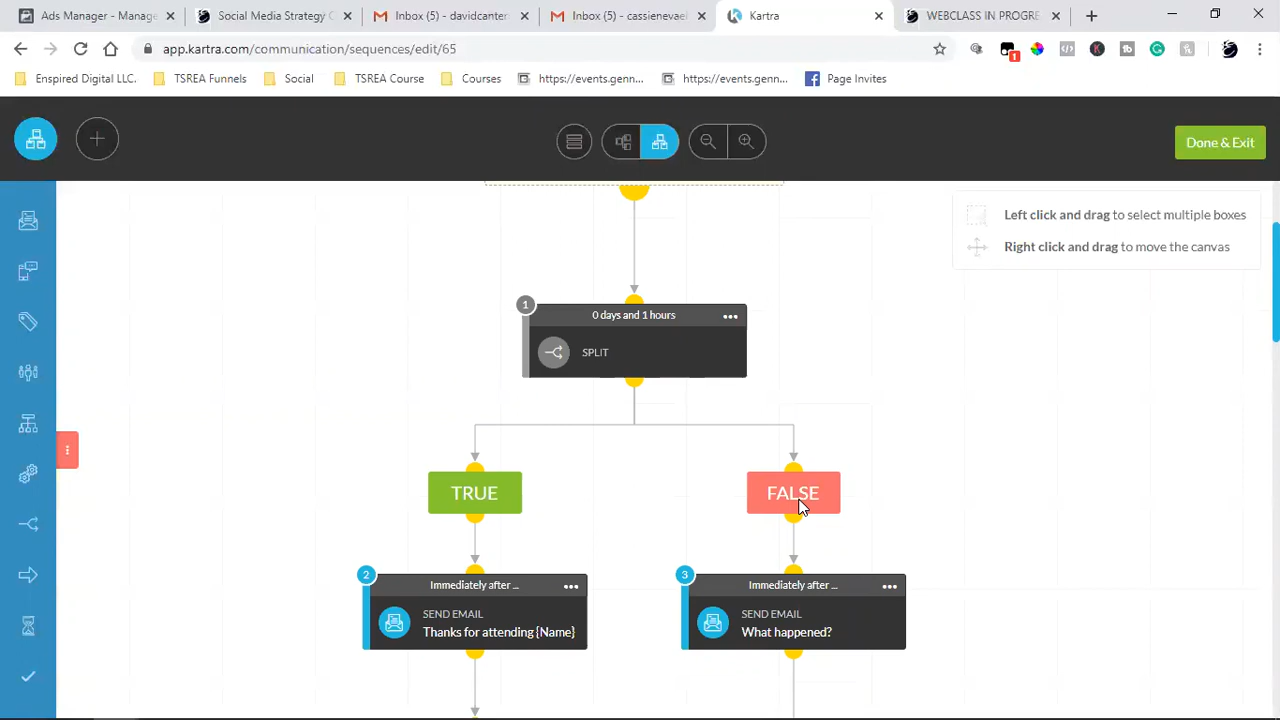 Ads Manager - Manage
Social Media Strategy C
Inbox (5) - davidcanter
Inbox (5) - cassievael
Kartra
WEBCLASS IN PROGRE
app.kartra.com/communication/sequences/edit/65
1
Enspired Digital LLC.
TSREA Funnels
Social
TSREA Course
Courses
https://events.genn...
https://events.genn...
Page Invites
Done & Exit
Left click and drag to select multiple boxes
Right click and drag to move the canvas
1
0 days and 1 hours
SPLIT
TRUE
FALSE
2
Immediately after ...
SEND EMAIL
Thanks for attending {Name}
3
Immediately after ...
SEND EMAIL
What happened?